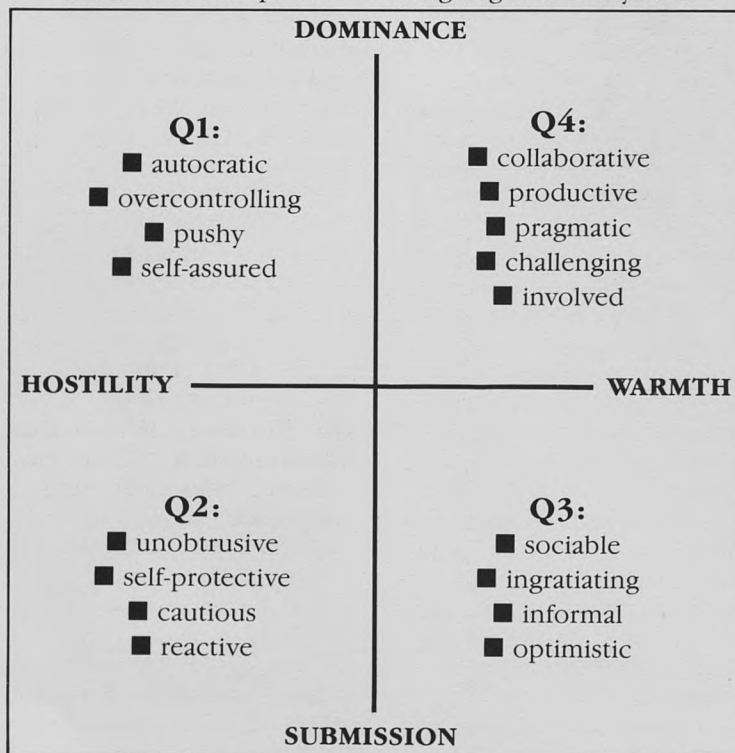 DOMINANCE
Q1:
■ autocratic
■ overcontrolling
■ pushy
■ self-assured
Q4:
■ collaborative
■ productive
■ pragmatic
■ challenging
■ involved
HOSTILITY
WARMTH
Q2:
■ unobtrusive
■ self-protective
■ cautious
■ reactive
Q3:
■ sociable
■ ingratiating
■ informal
■ optimistic
SUBMISSION